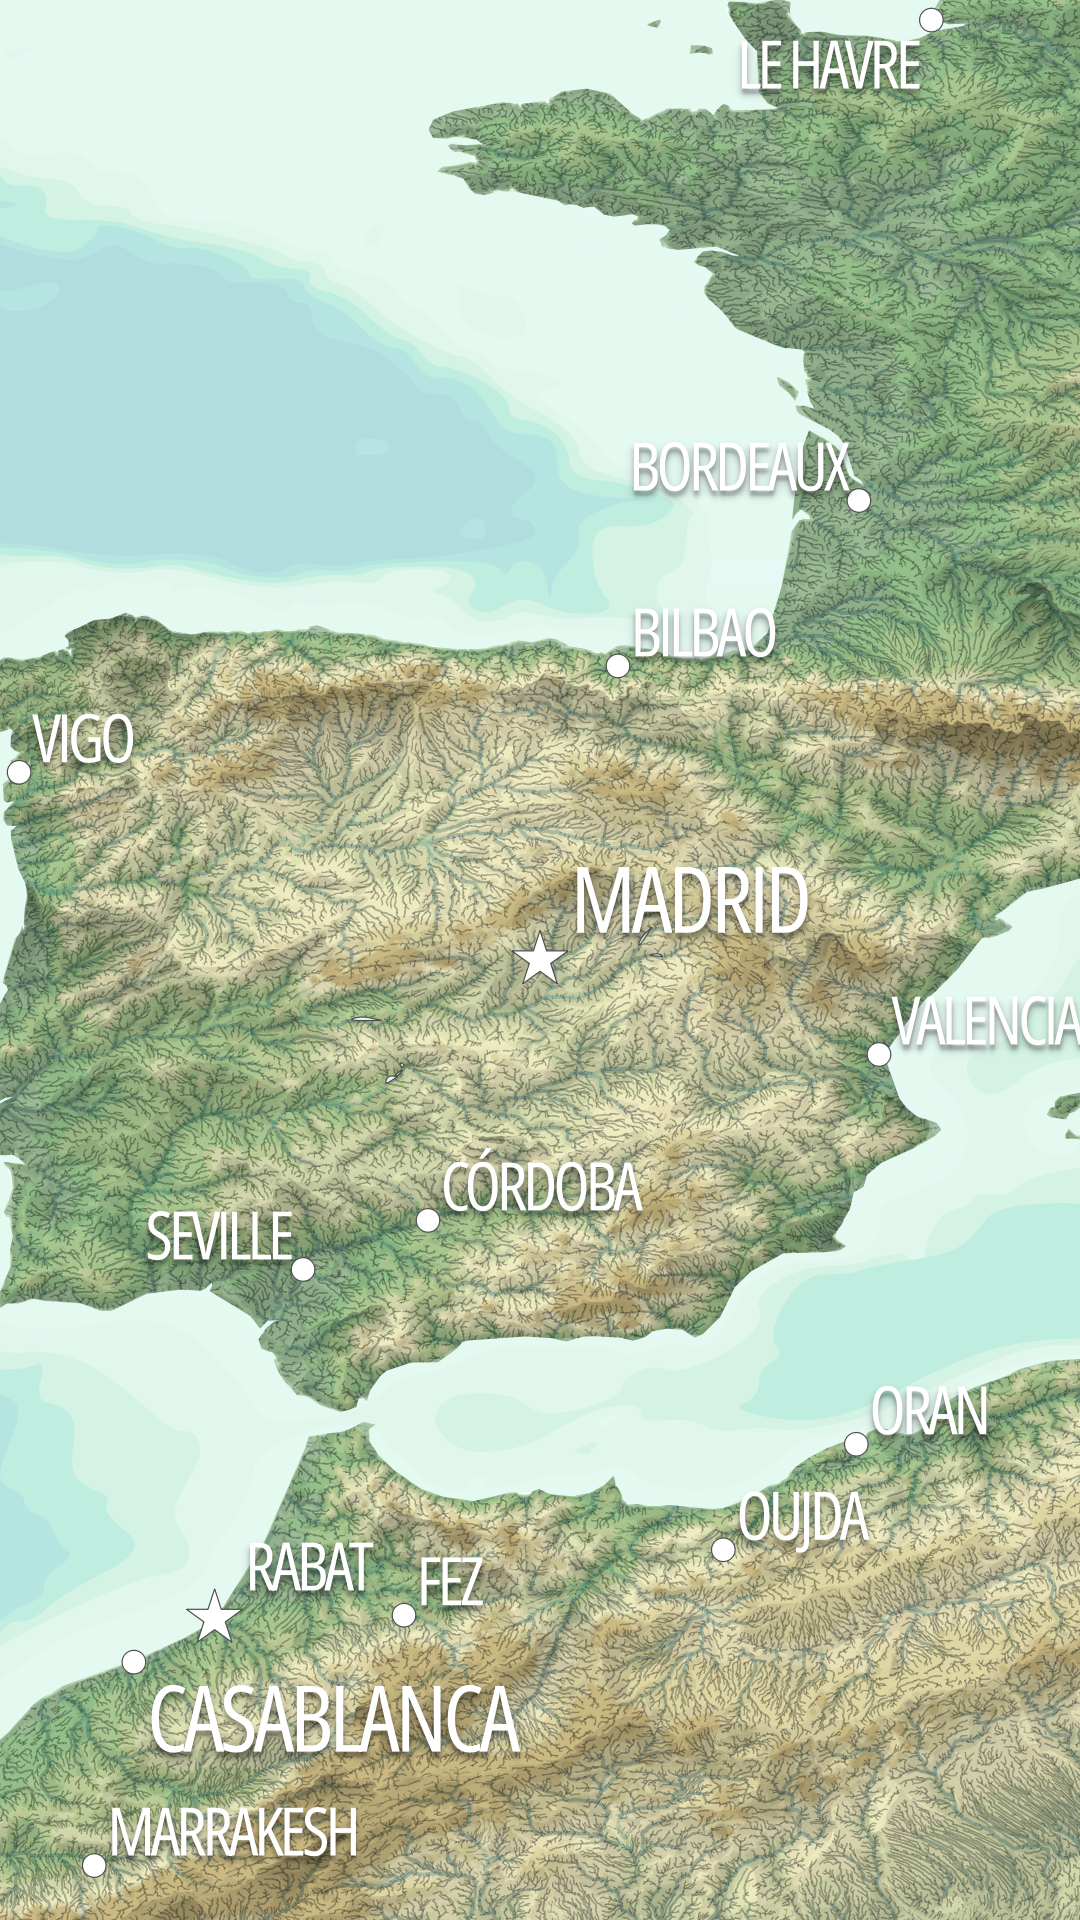 LE HAVRE
BORDEAUX
BILBAO
VIGO
MADRID
VALENCIA
CÓRDOBA
SEVILLE
ORAN
OUJDA
RABAT
FEZ
CASABLANCA
MARRAKESH